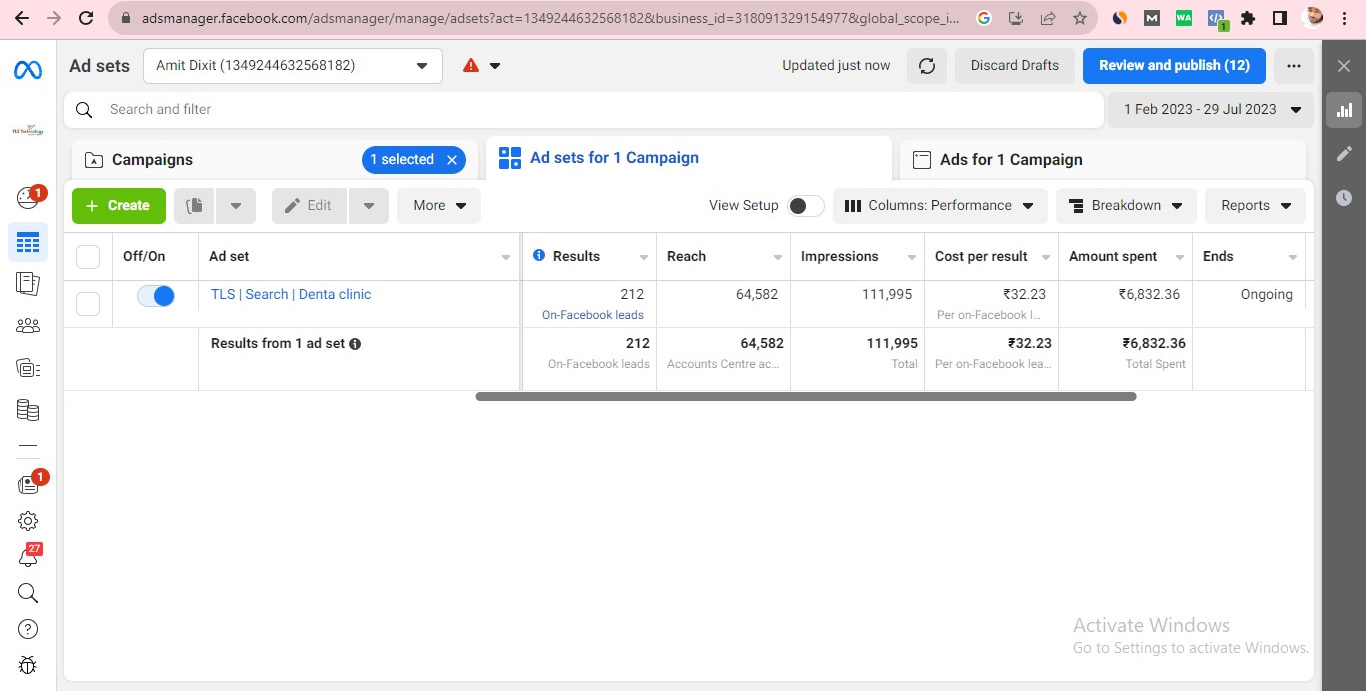 adsmanager.facebook.com/adsmanager/manage/adsets?act=1349244632568182&business_id=318091329154977&global_scope_i...
1
Ad sets
Amit Dixit (1349244632568182)
Updated just now
Discard Drafts
Review and publish (12)
Search and filter
1 Feb 2023 - 29 Jul 2023
TLS Technology
Campaigns
1 selected
Ad sets for 1 Campaign
Ads for 1 Campaign
1
Create
Edit
More
View Setup
Columns: Performance
Breakdown
Reports
Off/On
Ad set
Results
Reach
Impressions
Cost per result
Amount spent
Ends
TLS | Search | Denta clinic
212
64,582
111,995
₹32.23
₹6,832.36
Ongoing
On-Facebook leads
Per on-Facebook l...
Results from 1 ad set
212
64,582
111,995
₹32.23
₹6,832.36
On-Facebook leads
Accounts Centre ac...
Total
Per on-Facebook lea...
Total Spent
1
27
Activate Windows
Go to Settings to activate Windows.